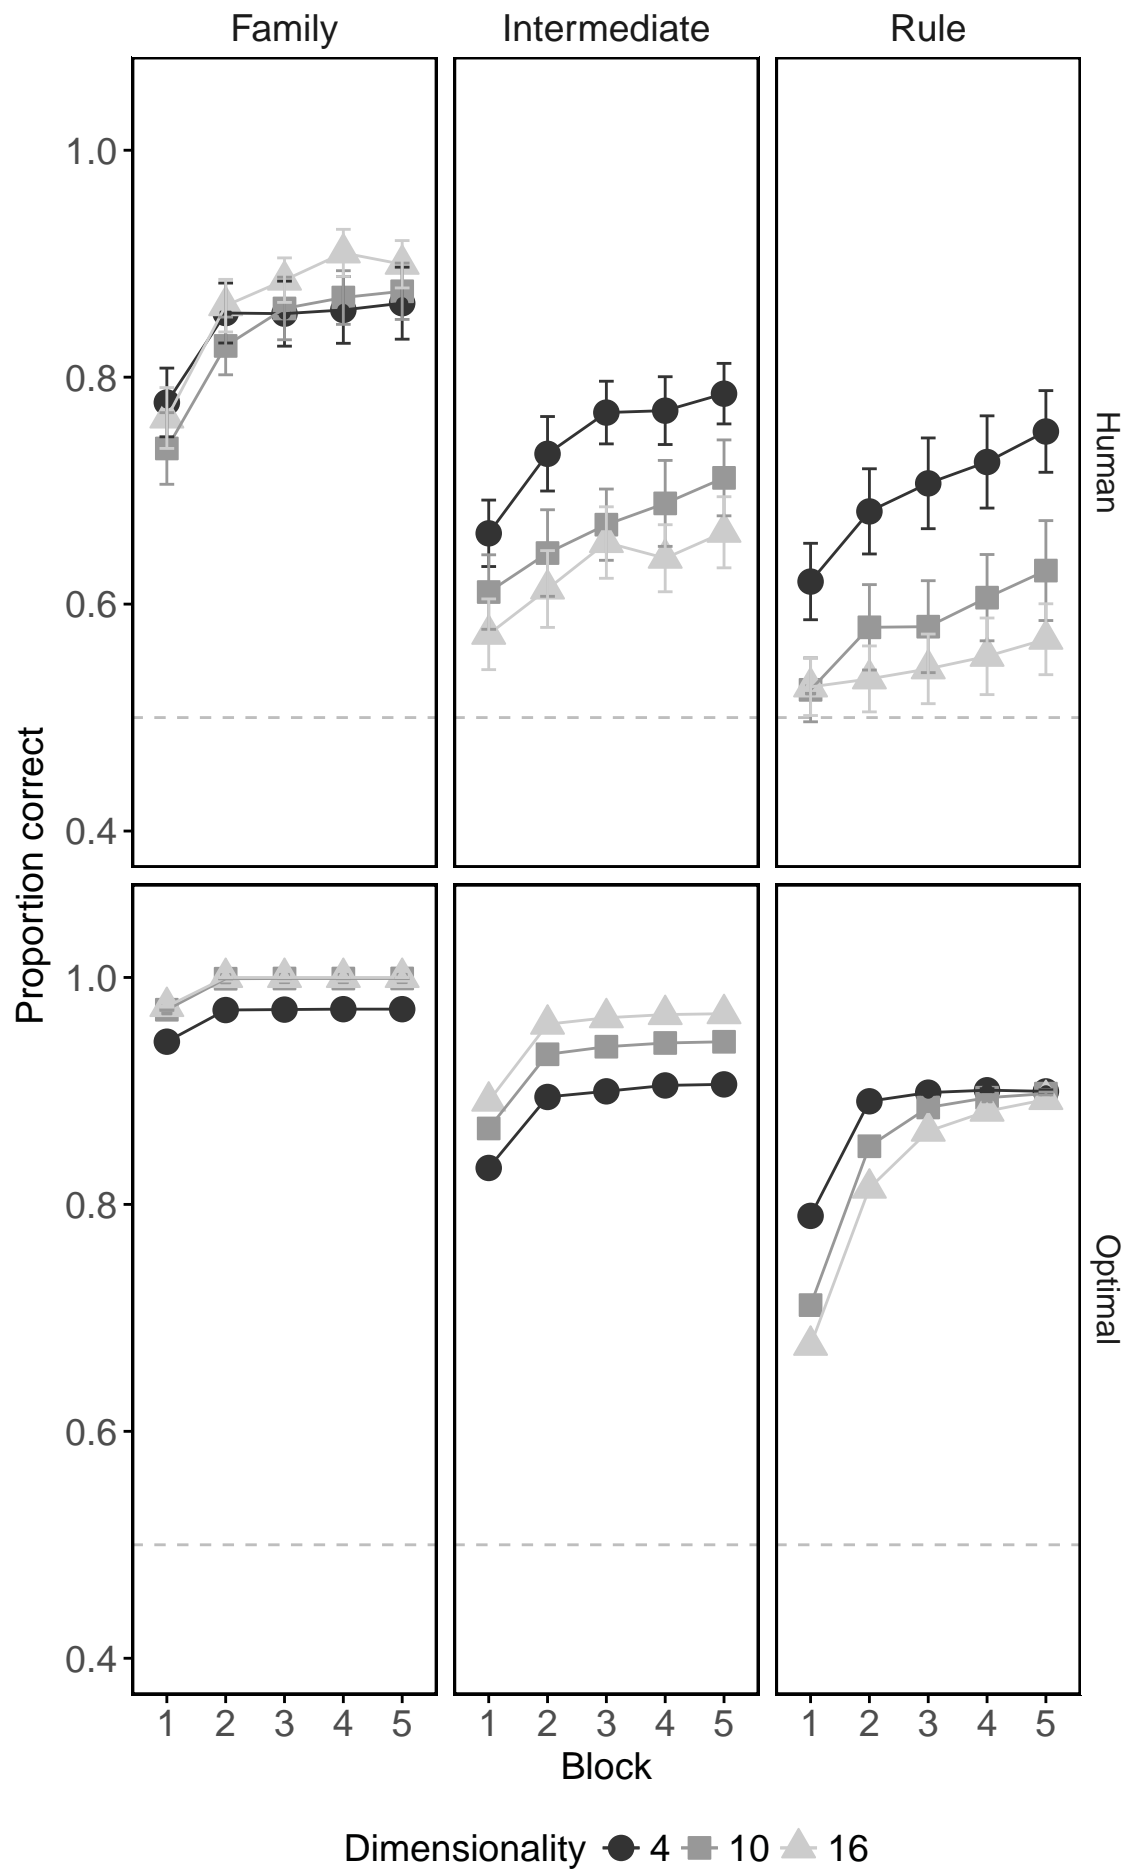 Family Intermediate Rule
1.0
0.8
0.6
0.4
Human
Proportion correct
1.0
0.8
0.6
0.4
Optimal
1 2 3 4 5 1 2 3 4 5 1 2 3 4 5
Block
Dimensionality 4 10 16